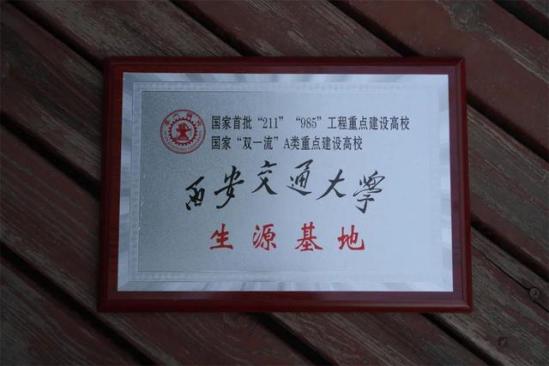 国家首批“211”“985”工程重点建设高校
国家“双一流”A类重点建设高校
西安交通大学
生源基地